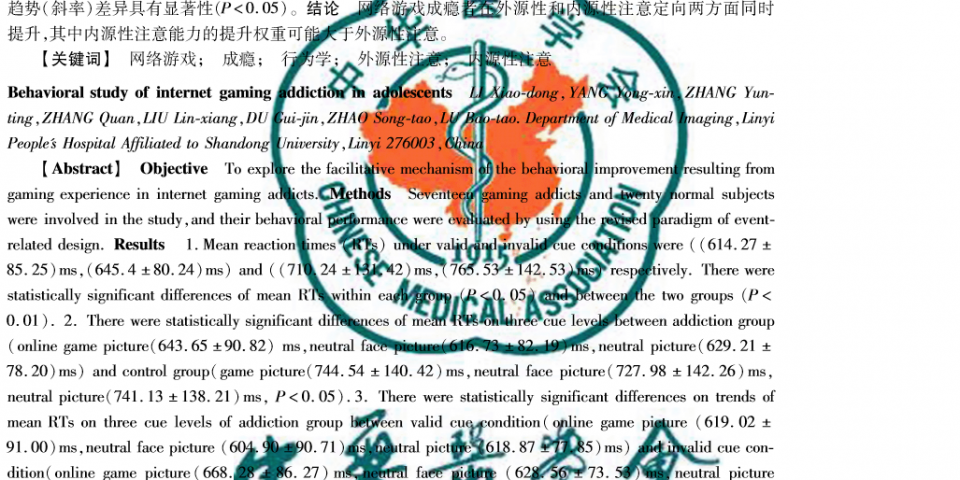 趋势(斜率)差异具有显著性(P<0.05)。结论 网络游戏成瘾者在外源性和内源性注意定向两方面同时
提升,其中内源性注意能力的提升权重可能大于外源性注意。
【关键词】 网络游戏; 成瘾; 行为学; 外源性注意; 内源性注意
Behavioral study of internet gaming addiction in adolescents LI Xiao-dong,YANG Yong-xin,ZHANG Yun-
ting,ZHANG Quan,LIU Lin-xiang,DU Gui-jin,ZHAO Song-tao,LU Bao-tao. Department of Medical Imaging,Linyi
People's Hospital Affiliated to Shandong University,Linyi 276003,China
【Abstract】 Objective To explore the facilitative mechanism of the behavioral improvement resulting from
gaming experience in internet gaming addicts. Methods Seventeen gaming addicts and twenty normal subjects
were involved in the study,and their behavioral performance were evaluated by using the revised paradigm of event-
related design. Results 1. Mean reaction times (RTs) under valid and invalid cue conditions were ((614.27 ±
85.25)ms,(645.4 ±80.24)ms) and ((710.24 ±131.42)ms,(765.53 ±142.53)ms) respectively. There were
statistically significant differences of mean RTs within each group (P<0.05) and between the two groups (P<
0.01). 2. There were statistically significant differences of mean RTs on three cue levels between addiction group
(online game picture(643.65 ±90.82) ms,neutral face picture(616.73 ±82.19)ms,neutral picture(629.21 ±
78.20)ms) and control group(game picture(744.54 ±140.42)ms,neutral face picture(727.98 ±142.26)ms,
neutral picture(741.13 ±138.21)ms, P<0.05).3. There were statistically significant differences on trends of
mean RTs on three cue levels of addiction group between valid cue condition(online game picture (619.02 ±
91.00)ms,neutral face picture (604.90 ±90.71)ms,neutral picture (618.87 ±77.85)ms) and invalid cue con-
dition(online game picture(668.28 ±86.27) ms,neutral face picture (628.56 ±73.53)ms,neutral picture
中华医学会
1915
CHINESE MEDICAL ASSOCIATION